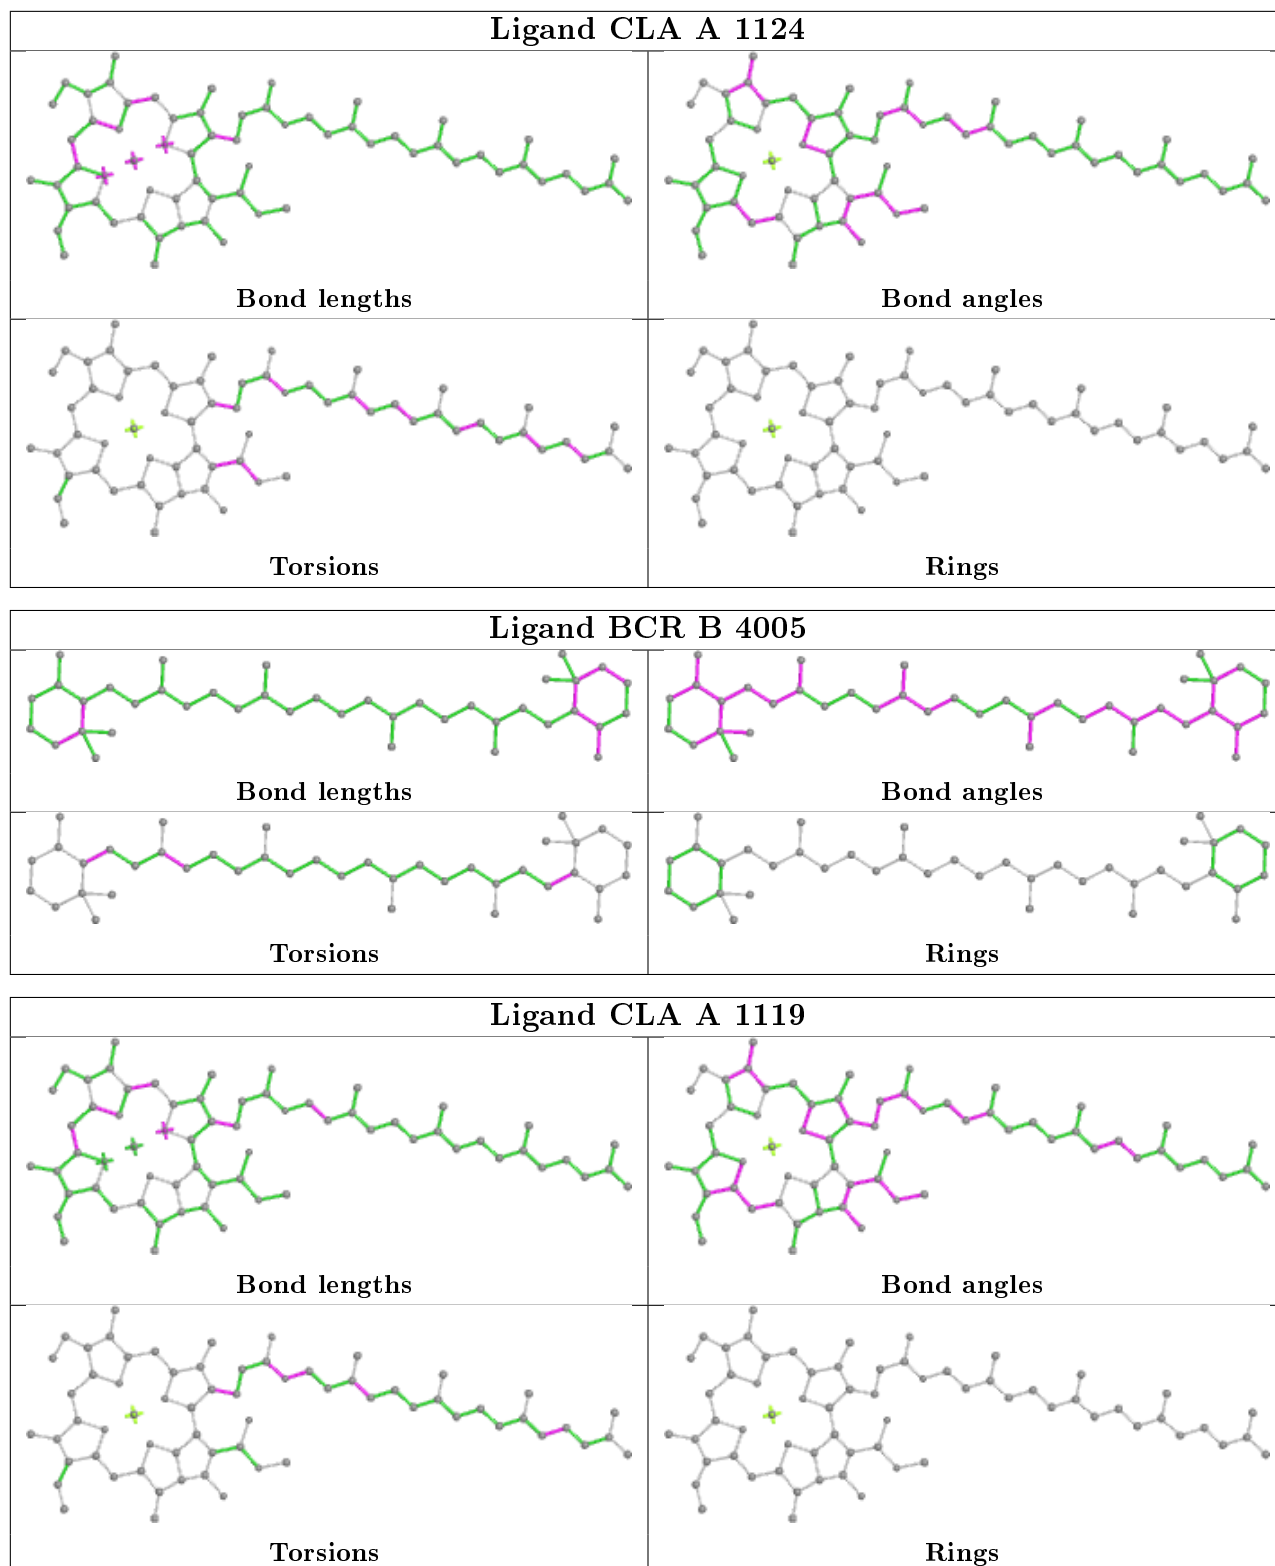 Ligand CLA A 1124
Bond lengths
Bond angles
Torsions
Rings
Ligand BCR B 4005
Bond lengths
Bond angles
Torsions
Rings
Ligand CLA A 1119
Bond lengths
Bond angles
Torsions
Rings